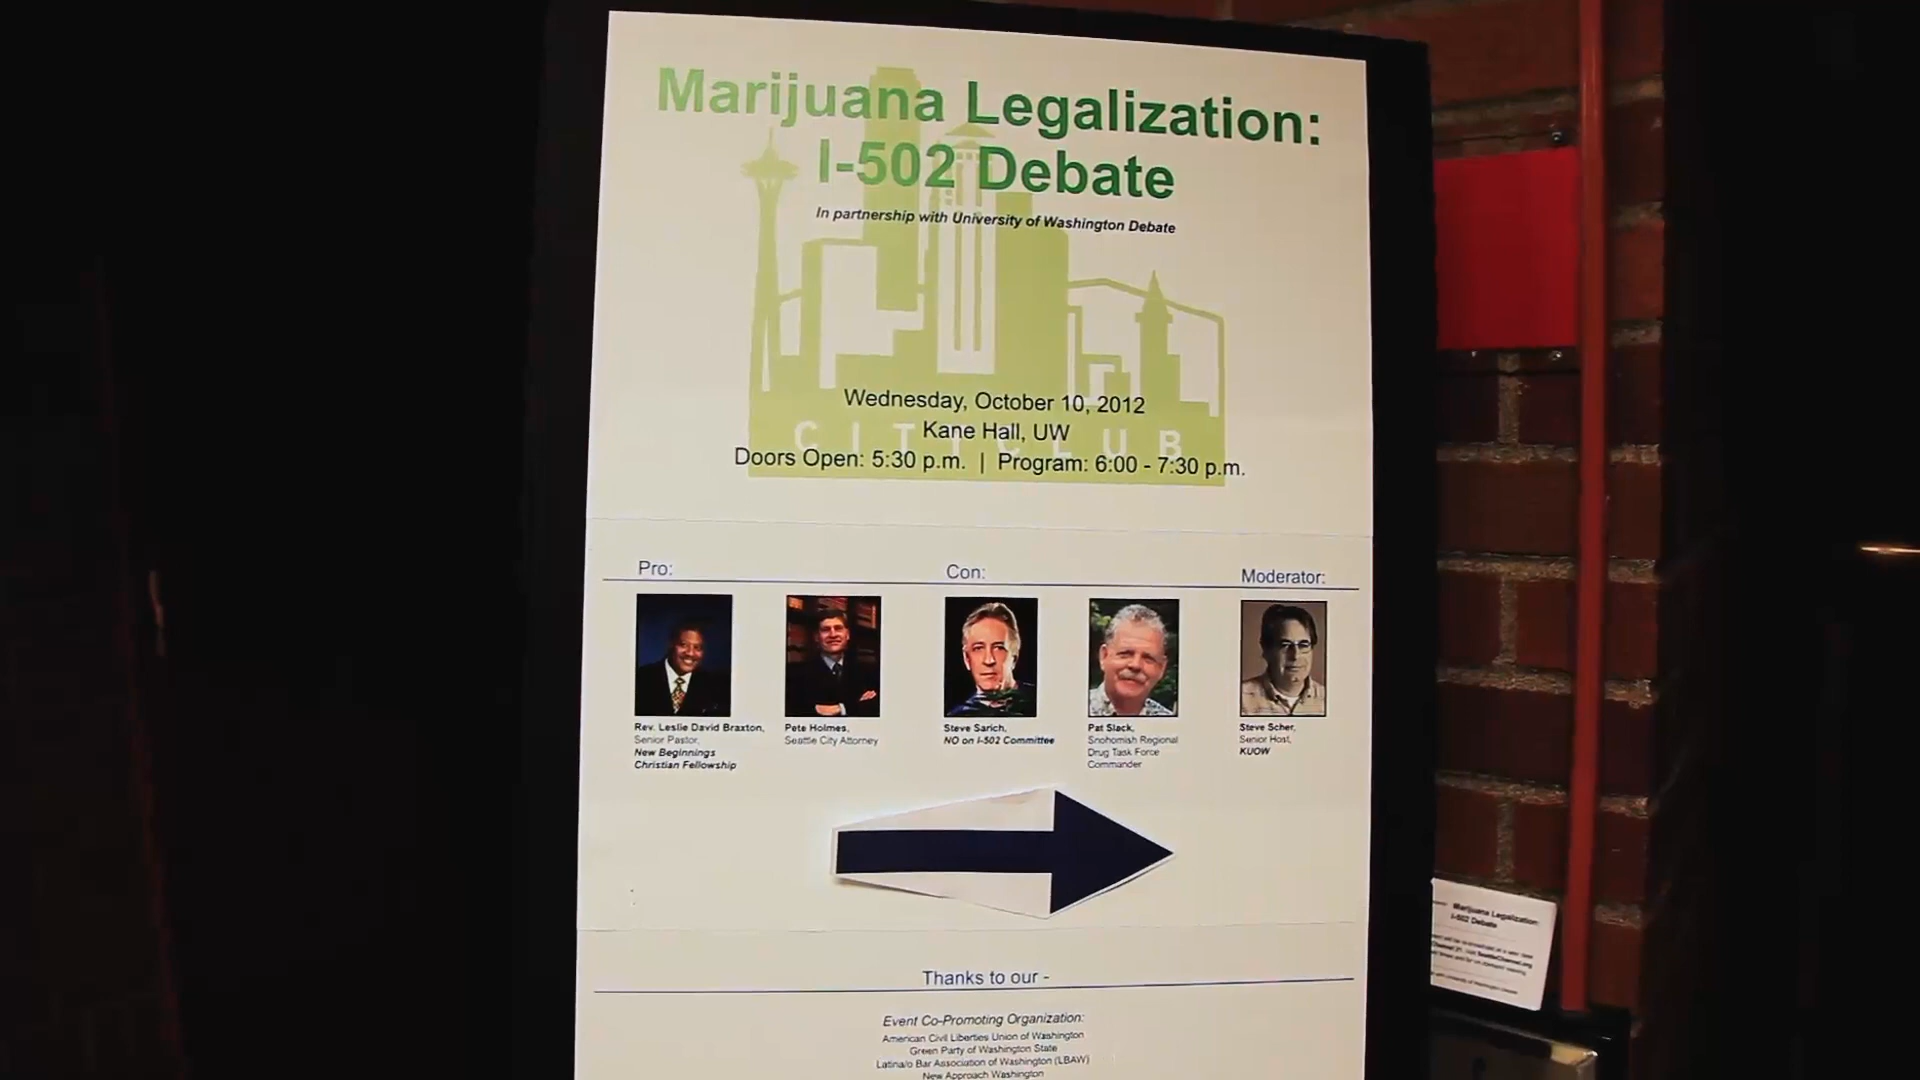 Marijuana Legalization:
I-502 Debate
In partnership with University of Washington Debate
Wednesday, October 10, 2012
Kane Hall, UW
CITYCLUB
Doors Open: 5:30 p.m. | Program: 6:00 - 7:30 p.m.
Pro:
Con:
Moderator:
Rev. Leslie David Braxton,
Senior Pastor,
New Beginnings
Christian Fellowship
Pete Holmes,
Seattle City Attorney
Steve Sarich,
NO on I-502 Committee
Pat Slack,
Snohomish Regional
Drug Task Force
Commander
Steve Scher,
Senior Host,
KUOW
Thanks to our -
Event Co-Promoting Organization:
American Civil Liberties Union of Washington
Green Party of Washington State
Latina/o Bar Association of Washington (LBAW)
New Approach Washington
Marijuana Legalization:
I-502 Debate